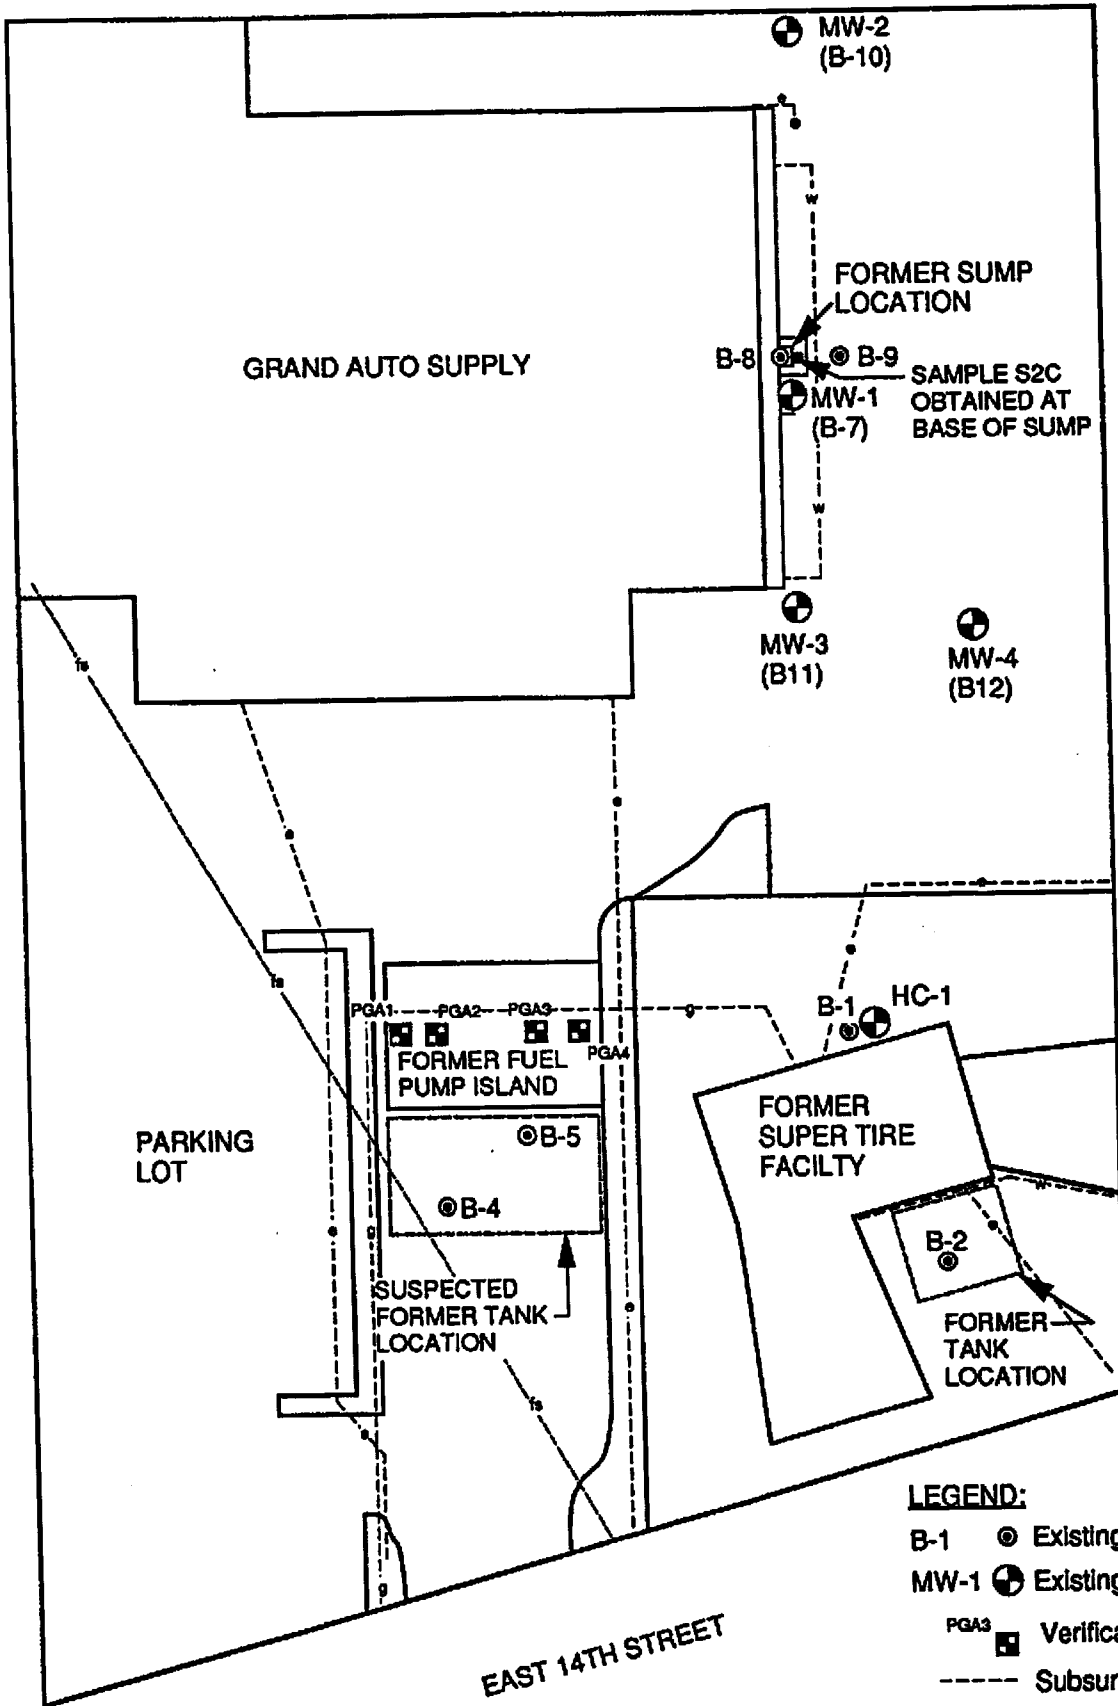 MW-2
(B-10)
e
e
w
FORMER SUMP
LOCATION
GRAND AUTO SUPPLY
B-8
B-9
SAMPLE S2C
OBTAINED AT
BASE OF SUMP
MW-1
(B-7)
w
MW-3
(B11)
MW-4
(B12)
fs
e
e
e
fs
e
PGA1
PGA2
PGA3
g
B-1
HC-1
PGA4
FORMER FUEL
PUMP ISLAND
FORMER
SUPER TIRE
FACILTY
PARKING
LOT
B-5
B-4
w
e
e
g
B-2
SUSPECTED
FORMER TANK
LOCATION
e
FORMER
TANK
LOCATION
fs
e
g
LEGEND:
B-1 Existing
MW-1 Existing
PGA3 Verifica
Subsur
EAST 14TH STREET